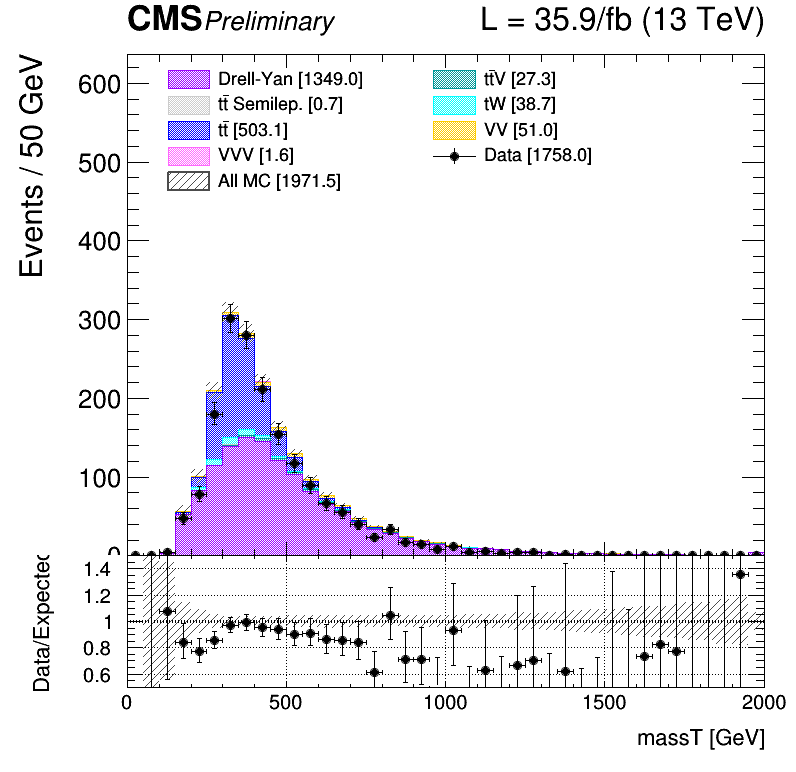 CMS Preliminary L = 35.9/fb (13 TeV)
Events / 50 GeV
600
500
400
300
200
100
0
Drell-Yan [1349.0]
tt̄ Semilep. [0.7]
tt̄ [503.1]
VVV [1.6]
All MC [1971.5]
tt̄V [27.3]
tW [38.7]
VV [51.0]
Data [1758.0]
Data/Expected
1.4
1.2
1
0.8
0.6
0 500 1000 1500 2000
massT [GeV]